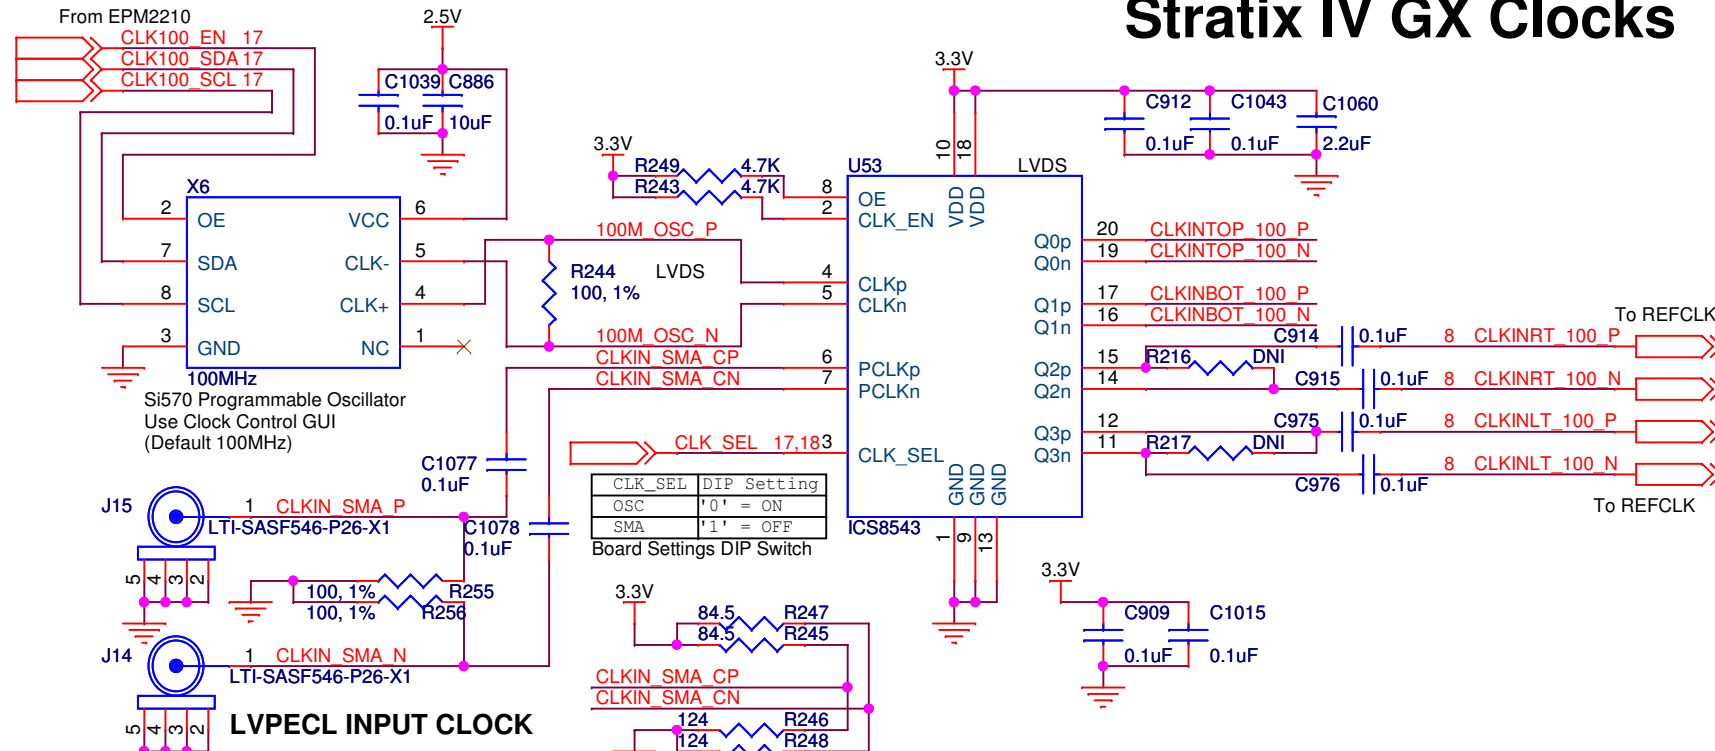 Stratix IV GX Clocks
From EPM2210
CLK100_EN 17
CLK100_SDA 17
CLK100_SCL 17
2.5V
C1039 C886
0.1uF 10uF
3.3V
C912 C1043 C1060
0.1uF 0.1uF 2.2uF
3.3V
R249 4.7K
R243 4.7K
X6
2 OE VCC 6
7 SDA CLK- 5
8 SCL CLK+ 4
3 GND NC 1
100MHz
Si570 Programmable Oscillator
Use Clock Control GUI
(Default 100MHz)
100M_OSC_P
R244
100, 1%
LVDS
100M_OSC_N
CLKIN_SMA_CP
CLKIN_SMA_CN
U53 LVDS
10 18
VDD VDD
8 OE
2 CLK_EN
4 CLKp
5 CLKn
6 PCLKp
7 PCLKn
3 CLK_SEL
Q0p 20 CLKINTOP_100_P
Q0n 19 CLKINTOP_100_N
Q1p 17 CLKINBOT_100_P
Q1n 16 CLKINBOT_100_N
Q2p 15
Q2n 14
Q3p 12
Q3n 11
GND GND GND
1 9 13
ICS8543
To REFCLK
C914 0.1uF 8 CLKINRT_100_P
R216 DNI
C915 0.1uF 8 CLKINRT_100_N
C975 0.1uF 8 CLKINLT_100_P
R217 DNI
C976 0.1uF 8 CLKINLT_100_N
To REFCLK
CLK_SEL 17,18
CLK_SEL DIP Setting
OSC '0' = ON
SMA '1' = OFF
Board Settings DIP Switch
C1077
0.1uF
J15
1 CLKIN_SMA_P
LTI-SASF546-P26-X1
C1078
0.1uF
5 4 3 2
100, 1% R255
100, 1% R256
J14
1 CLKIN_SMA_N
LTI-SASF546-P26-X1
5 4 3 2
LVPECL INPUT CLOCK
3.3V
84.5 R247
84.5 R245
CLKIN_SMA_CP
CLKIN_SMA_CN
124 R246
124 R248
3.3V
C909 C1015
0.1uF 0.1uF